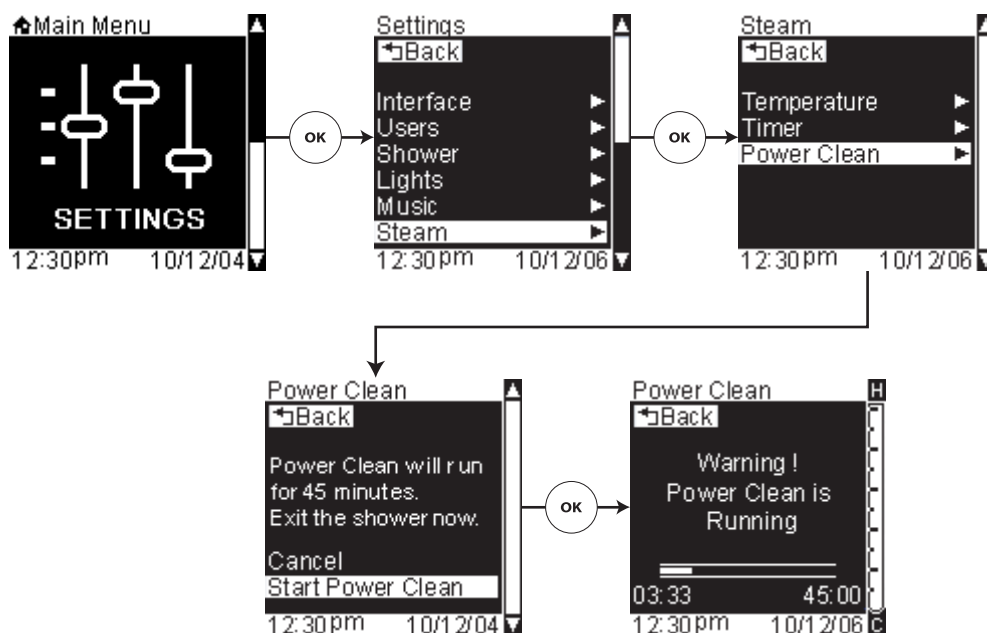 Main Menu
SETTINGS
12:30pm 10/12/04
OK
Settings
Back
Interface
Users
Shower
Lights
Music
Steam
12:30pm 10/12/06
OK
Steam
Back
Temperature
Timer
Power Clean
12:30pm 10/12/06
Power Clean
Back
Power Clean will run
for 45 minutes.
Exit the shower now.
Cancel
Start Power Clean
12:30pm 10/12/04
OK
Power Clean
H
Back
Warning !
Power Clean is
Running
03:33 45:00
12:30pm 10/12/06 C